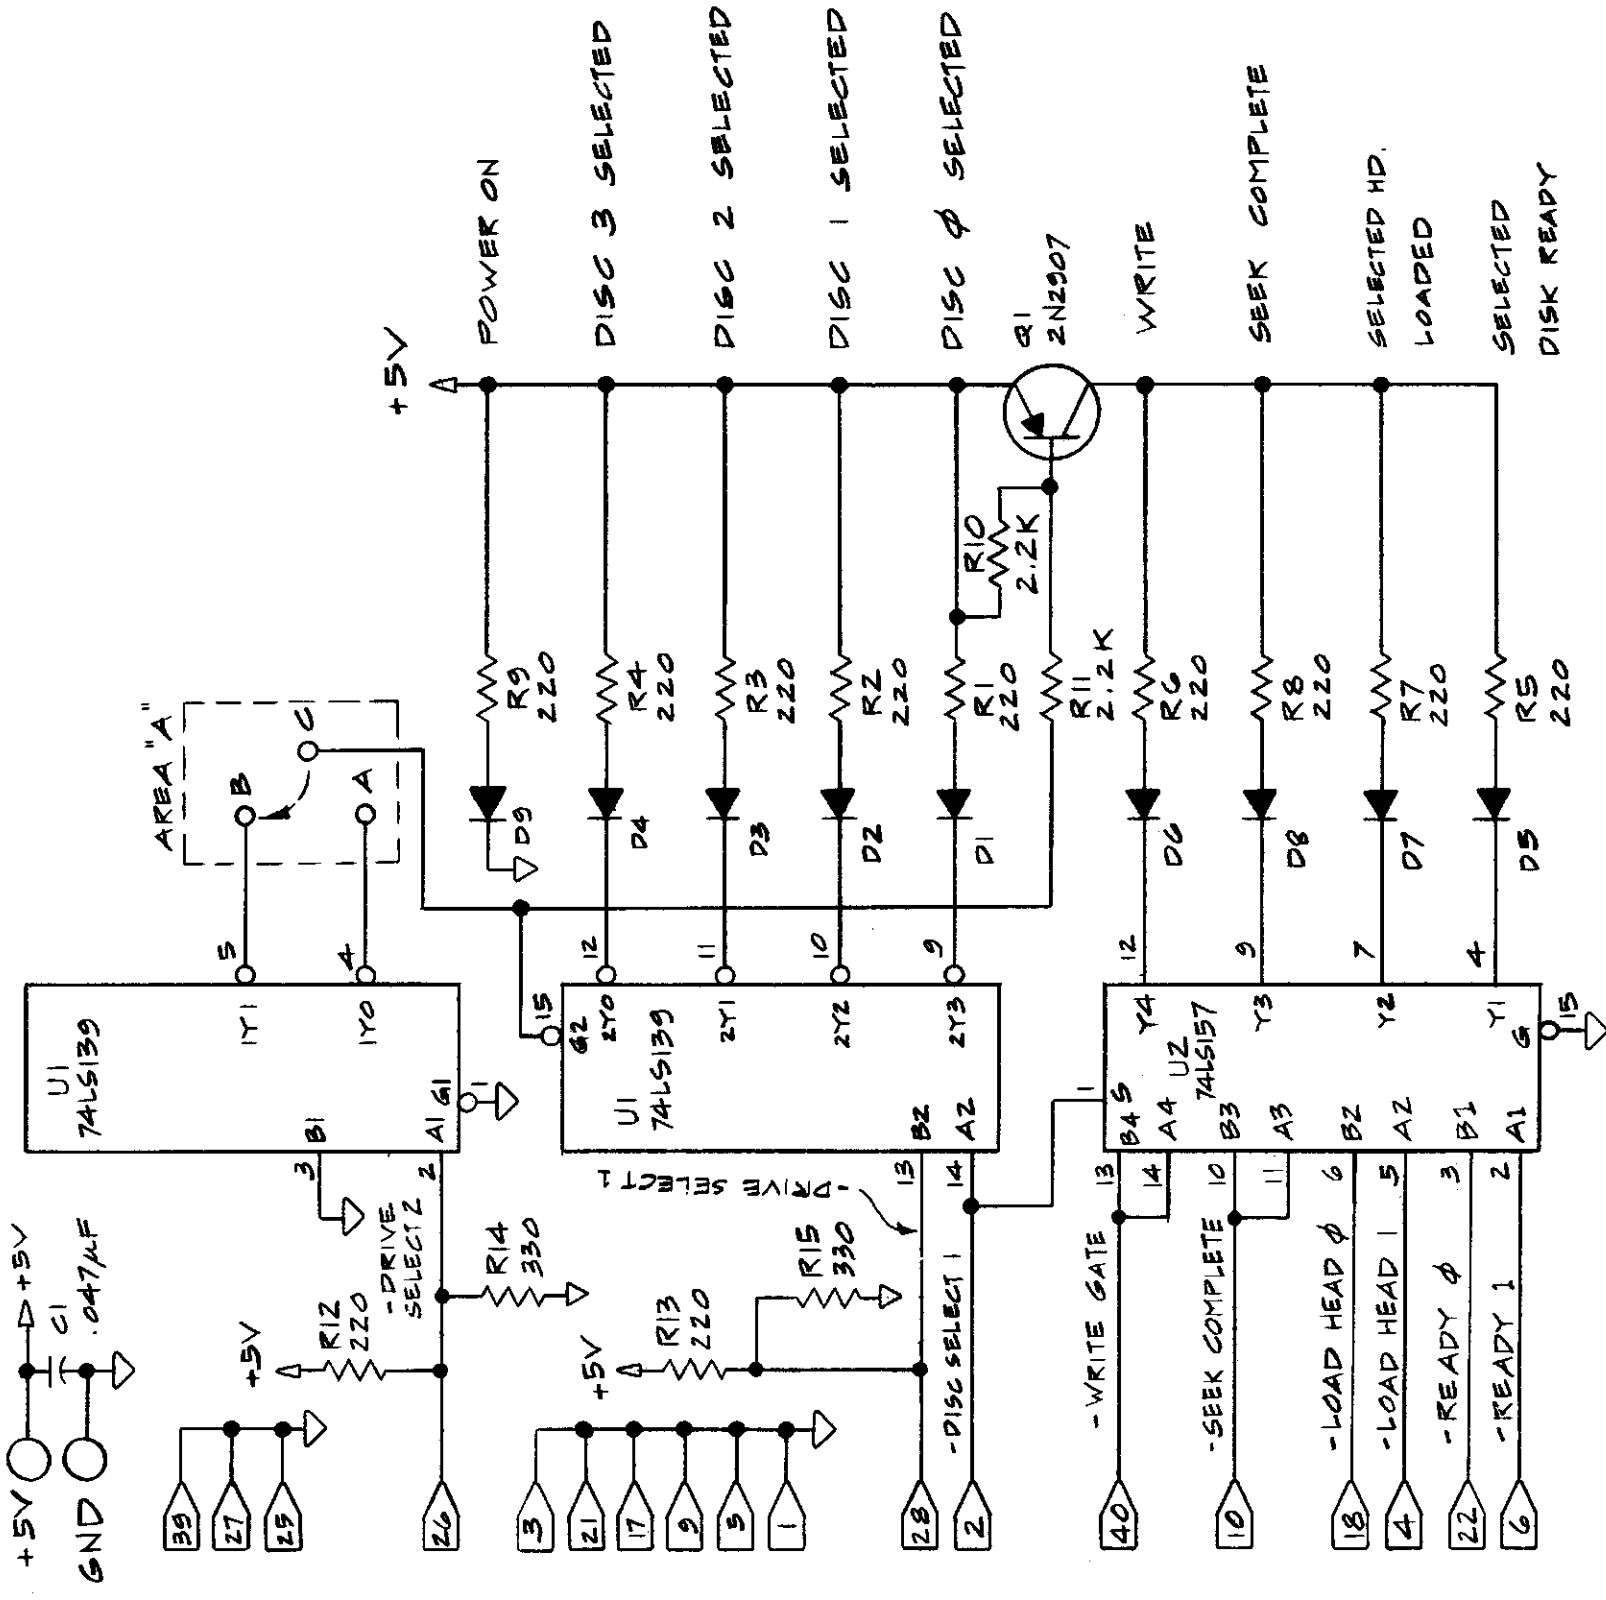 +5V
GND
+5V
C1
.047µF
39
27
25
26
+5V
R12
220
-DRIVE
SELECT 2
R14
330
3
B1
2
A1
G1
1
U1
74LS139
1Y1
5
1Y0
4
AREA "A"
B
C
A
3
21
17
9
5
1
28
2
+5V
R13
220
R15
330
-DRIVE SELECT 1
-DISC SELECT 1
13
B2
14
A2
U1
74LS139
15
G2
2Y0
12
2Y1
11
2Y2
10
2Y3
9
D9
R9
220
+5V
POWER ON
D4
R4
220
DISC 3 SELECTED
D3
R3
220
DISC 2 SELECTED
D2
R2
220
DISC 1 SELECTED
D1
R1
220
DISC Ø SELECTED
R10
2.2K
R11
2.2K
Q1
2N2907
40
-WRITE GATE
10
-SEEK COMPLETE
18
-LOAD HEAD Ø
4
-LOAD HEAD 1
22
-READY Ø
6
-READY 1
13
B4
14
A4
10
B3
11
A3
6
B2
5
A2
3
B1
2
A1
1
S
U2
74LS157
G
15
Y4
12
Y3
9
Y2
7
Y1
4
D6
R6
220
WRITE
D8
R8
220
SEEK COMPLETE
D7
R7
220
SELECTED HD.
LOADED
D5
R5
220
SELECTED
DISK READY